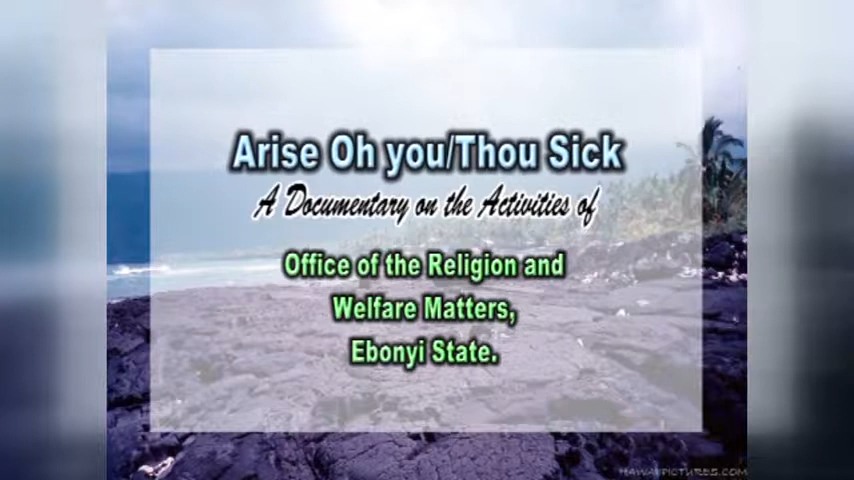 Arise Oh you/Thou Sick
A Documentary on the Activities of
Office of the Religion and
Welfare Matters,
Ebonyi State.
HAWAIIPICTURES.COM